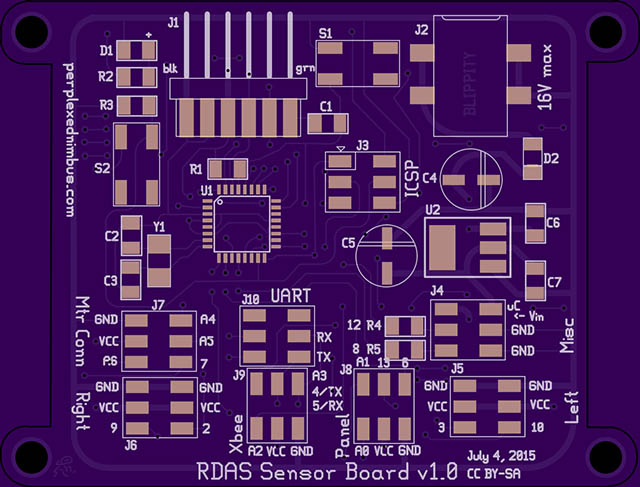 J1
S1
J2
D1
+
R2
R3
blk
grn
BLIPPITY
16V max
perplexednimbus.com
C1
S2
J3
ICSP
D2
R1
U1
C4
U2
C5
C2
Y1
C3
C6
C7
Mtr Comm
J7
GND A4
VCC A5
A6 7
J10 UART
RX
TX
12 R4
8 R5
J4
uC
<- Vin
GND
GND
Misc
Right
GND GND
VCC VCC
9 2
J6
J9 A3
4/TX
5/RX
Xbee
A2 VCC GND
J8 A1 13 6
panel
A0 VCC GND
J5
GND GND
VCC VCC
3 10
Left
July 4, 2015
RDAS Sensor Board v1.0 CC BY-SA